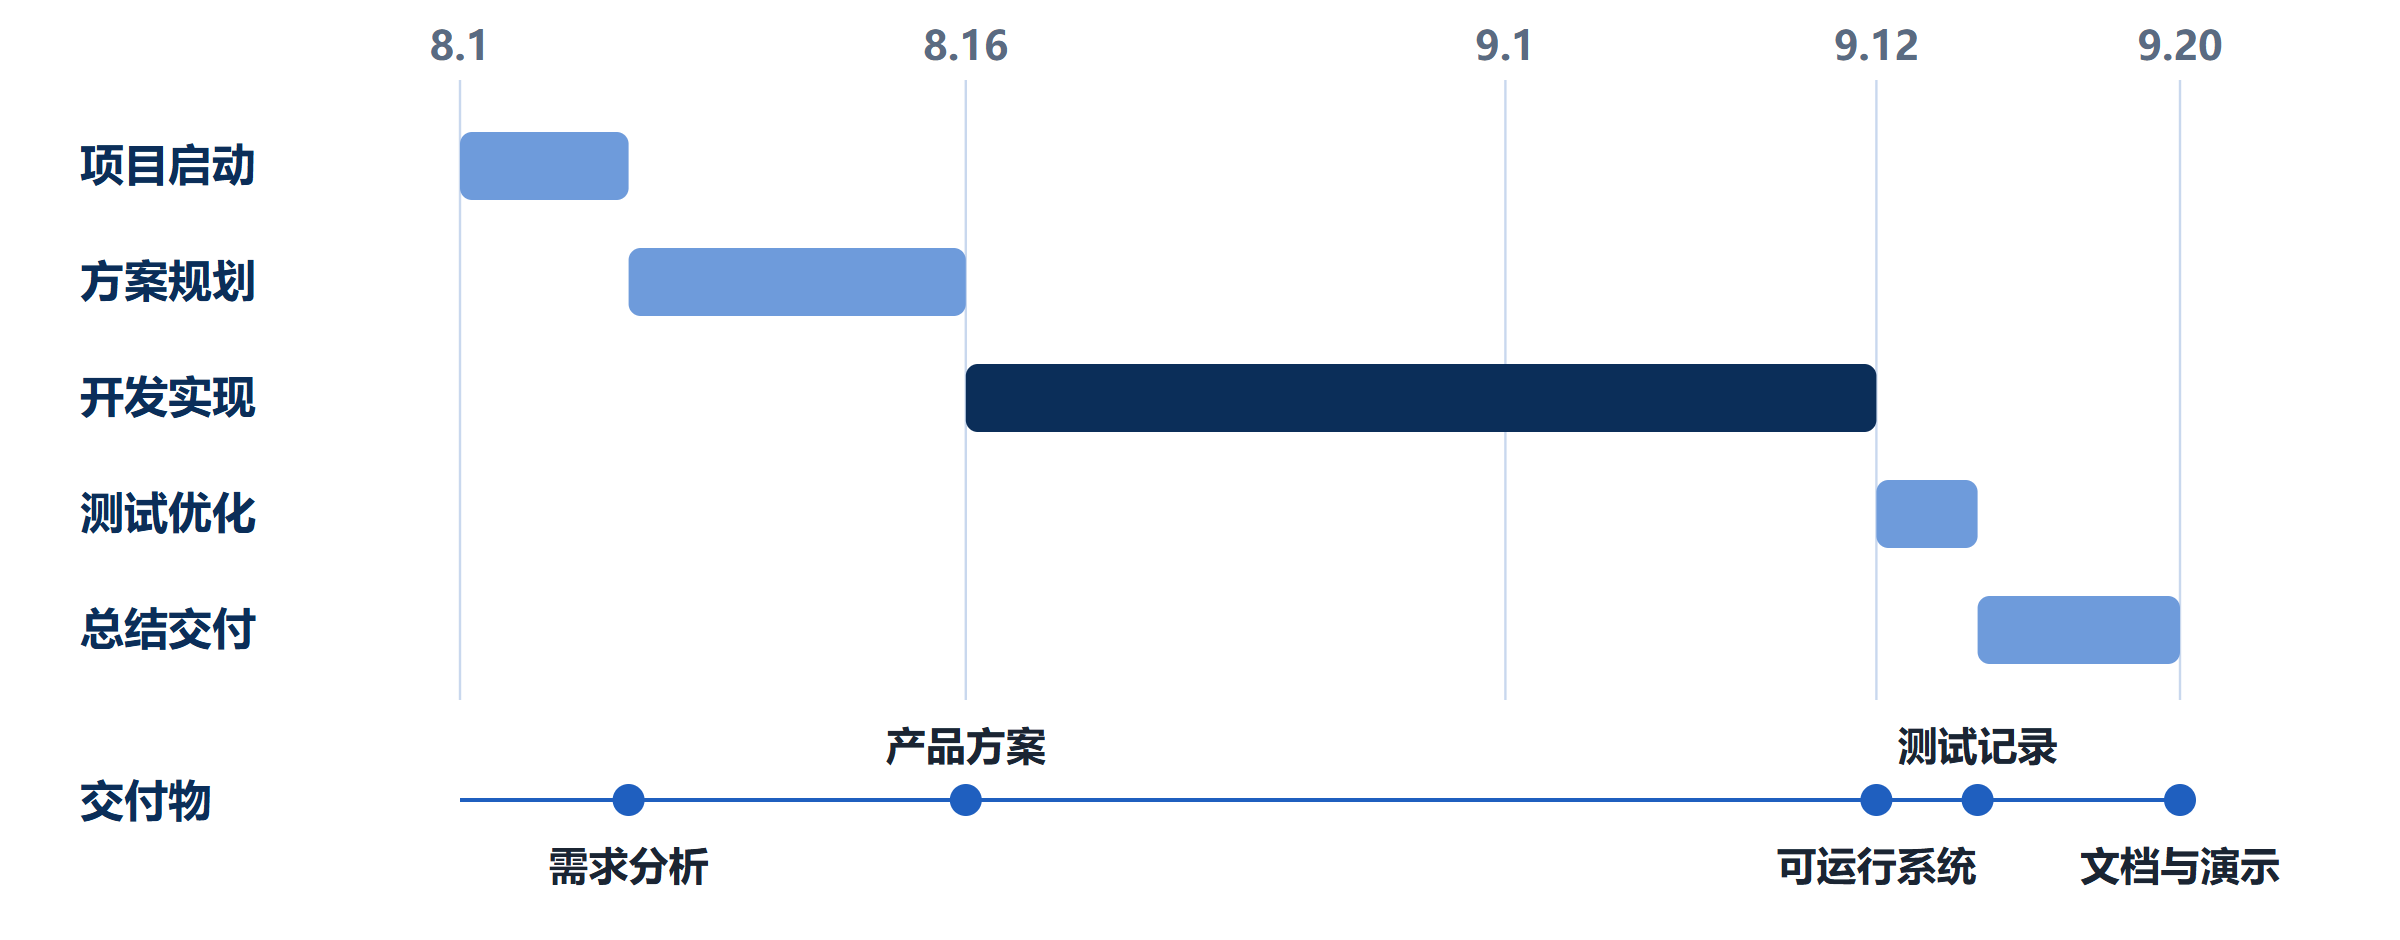 8.1
8.16
9.1
9.12
9.20
项目启动
方案规划
开发实现
测试优化
总结交付
产品方案
测试记录
交付物
需求分析
可运行系统
文档与演示